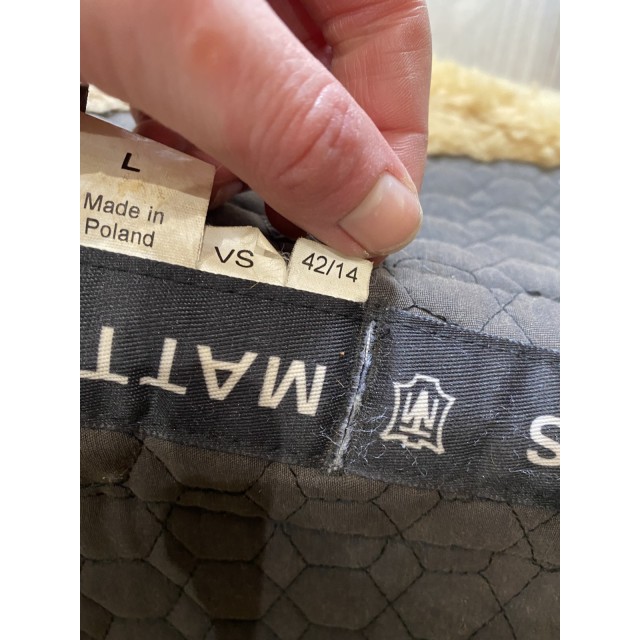 L
Made in
Poland
VS
42/14
MATT
S